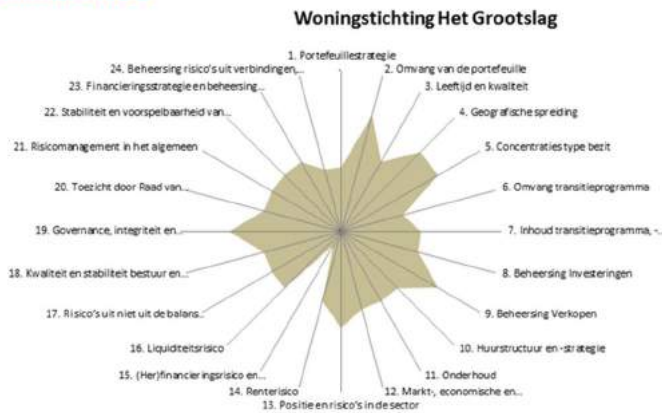 Woningstichting Het Grootslag
1. Portefeuillestrategie
2. Omvang van de portefeuille
3. Leeftijd en kwaliteit
4. Geografische spreiding
5. Concentraties type bezit
6. Omvang transitieprogramma
7. Inhoud transitieprogramma, -...
8. Beheersing Investeringen
9. Beheersing Verkopen
10. Huurstructuur en -strategie
11. Onderhoud
12. Markt-, economische en...
13. Positie en risico's in de sector
14. Renterisico
15. (Her)financieringsrisico en...
16. Liquiditeitsrisico
17. Risico's uit niet uit de balans...
18. Kwaliteit en stabiliteit bestuur en...
19. Governance, integriteit en...
20. Toezicht door Raad van...
21. Risicomanagement in het algemeen
22. Stabiliteit en voorspelbaarheid van...
23. Financieringsstrategie en beheersing...
24. Beheersing risico's uit verbindingen,...